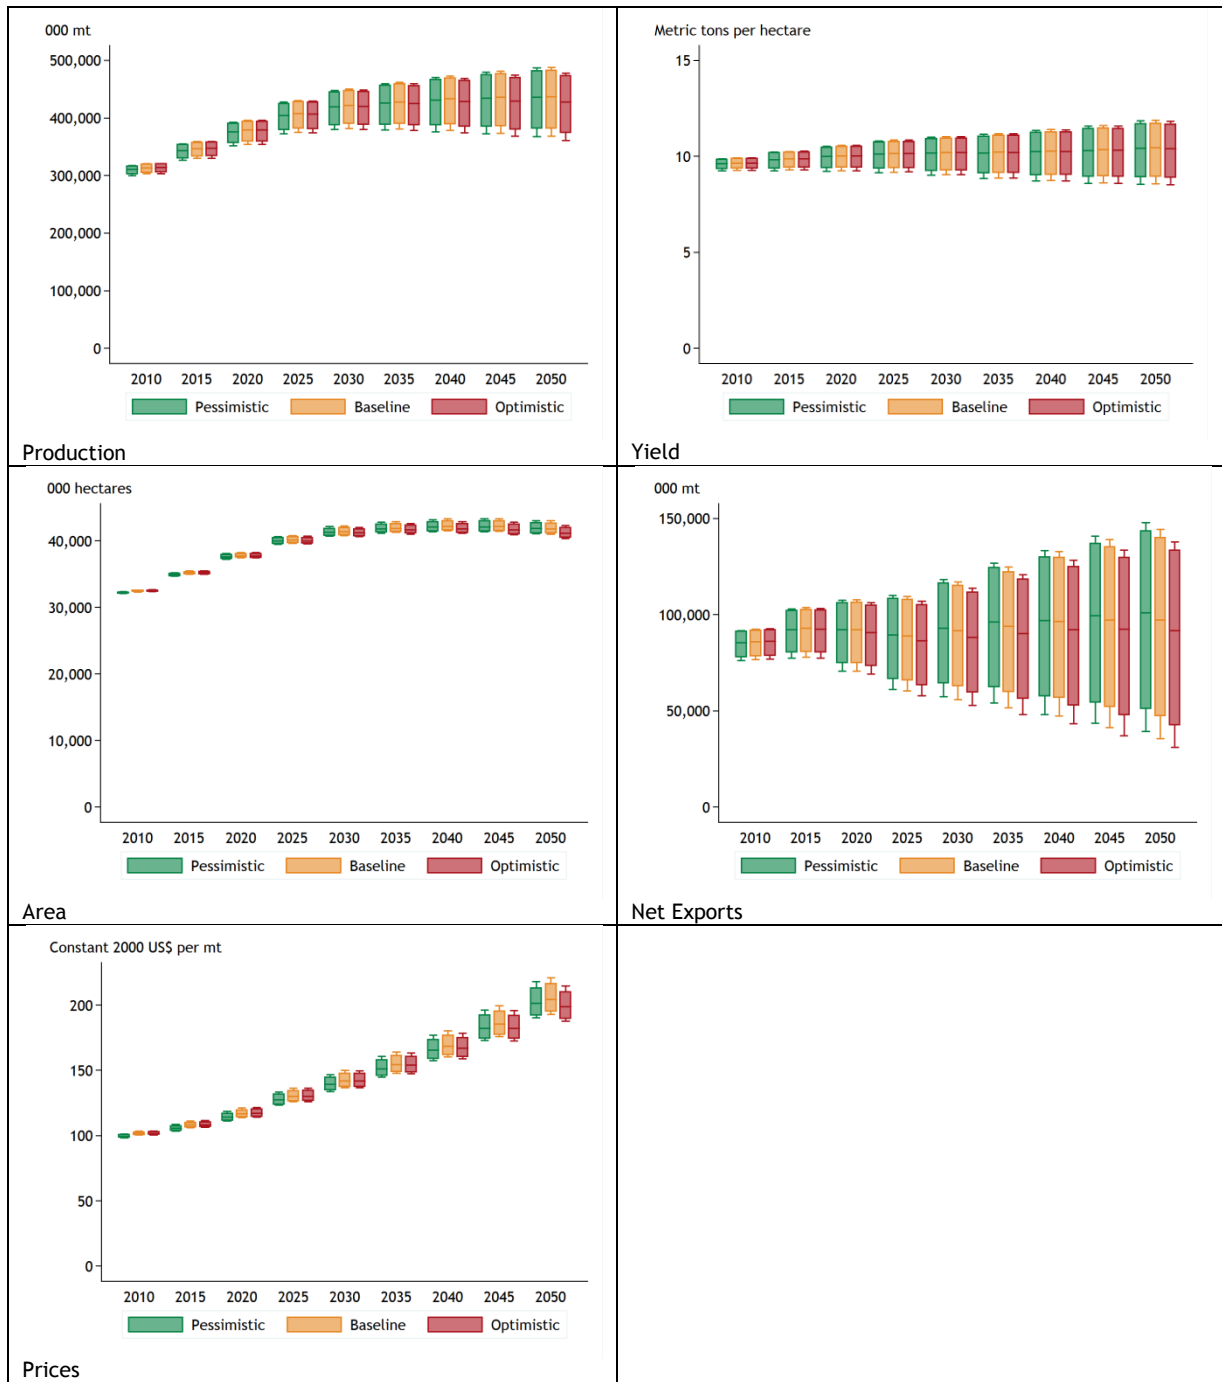 000 mt
500,000
400,000
300,000
200,000
100,000
0
2010 2015 2020 2025 2030 2035 2040 2045 2050
Pessimistic Baseline Optimistic
Production
Metric tons per hectare
15
10
5
0
2010 2015 2020 2025 2030 2035 2040 2045 2050
Pessimistic Baseline Optimistic
Yield
000 hectares
40,000
30,000
20,000
10,000
0
2010 2015 2020 2025 2030 2035 2040 2045 2050
Pessimistic Baseline Optimistic
Area
000 mt
150,000
100,000
50,000
0
2010 2015 2020 2025 2030 2035 2040 2045 2050
Pessimistic Baseline Optimistic
Net Exports
Constant 2000 US$ per mt
200
150
100
50
0
2010 2015 2020 2025 2030 2035 2040 2045 2050
Pessimistic Baseline Optimistic
Prices